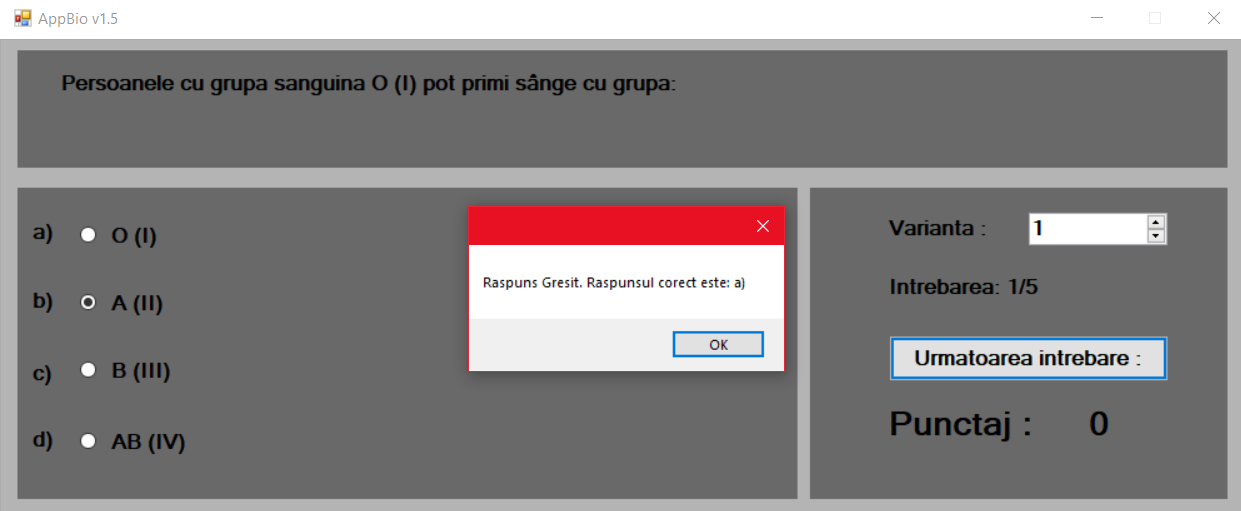 AppBio v1.5
Persoanele cu grupa sanguina O (I) pot primi sânge cu grupa:
a) O (I)
b) A (II)
c) B (III)
d) AB (IV)
Raspuns Gresit. Raspunsul corect este: a)
OK
Varianta : 1
Intrebarea: 1/5
Urmatoarea intrebare :
Punctaj : 0